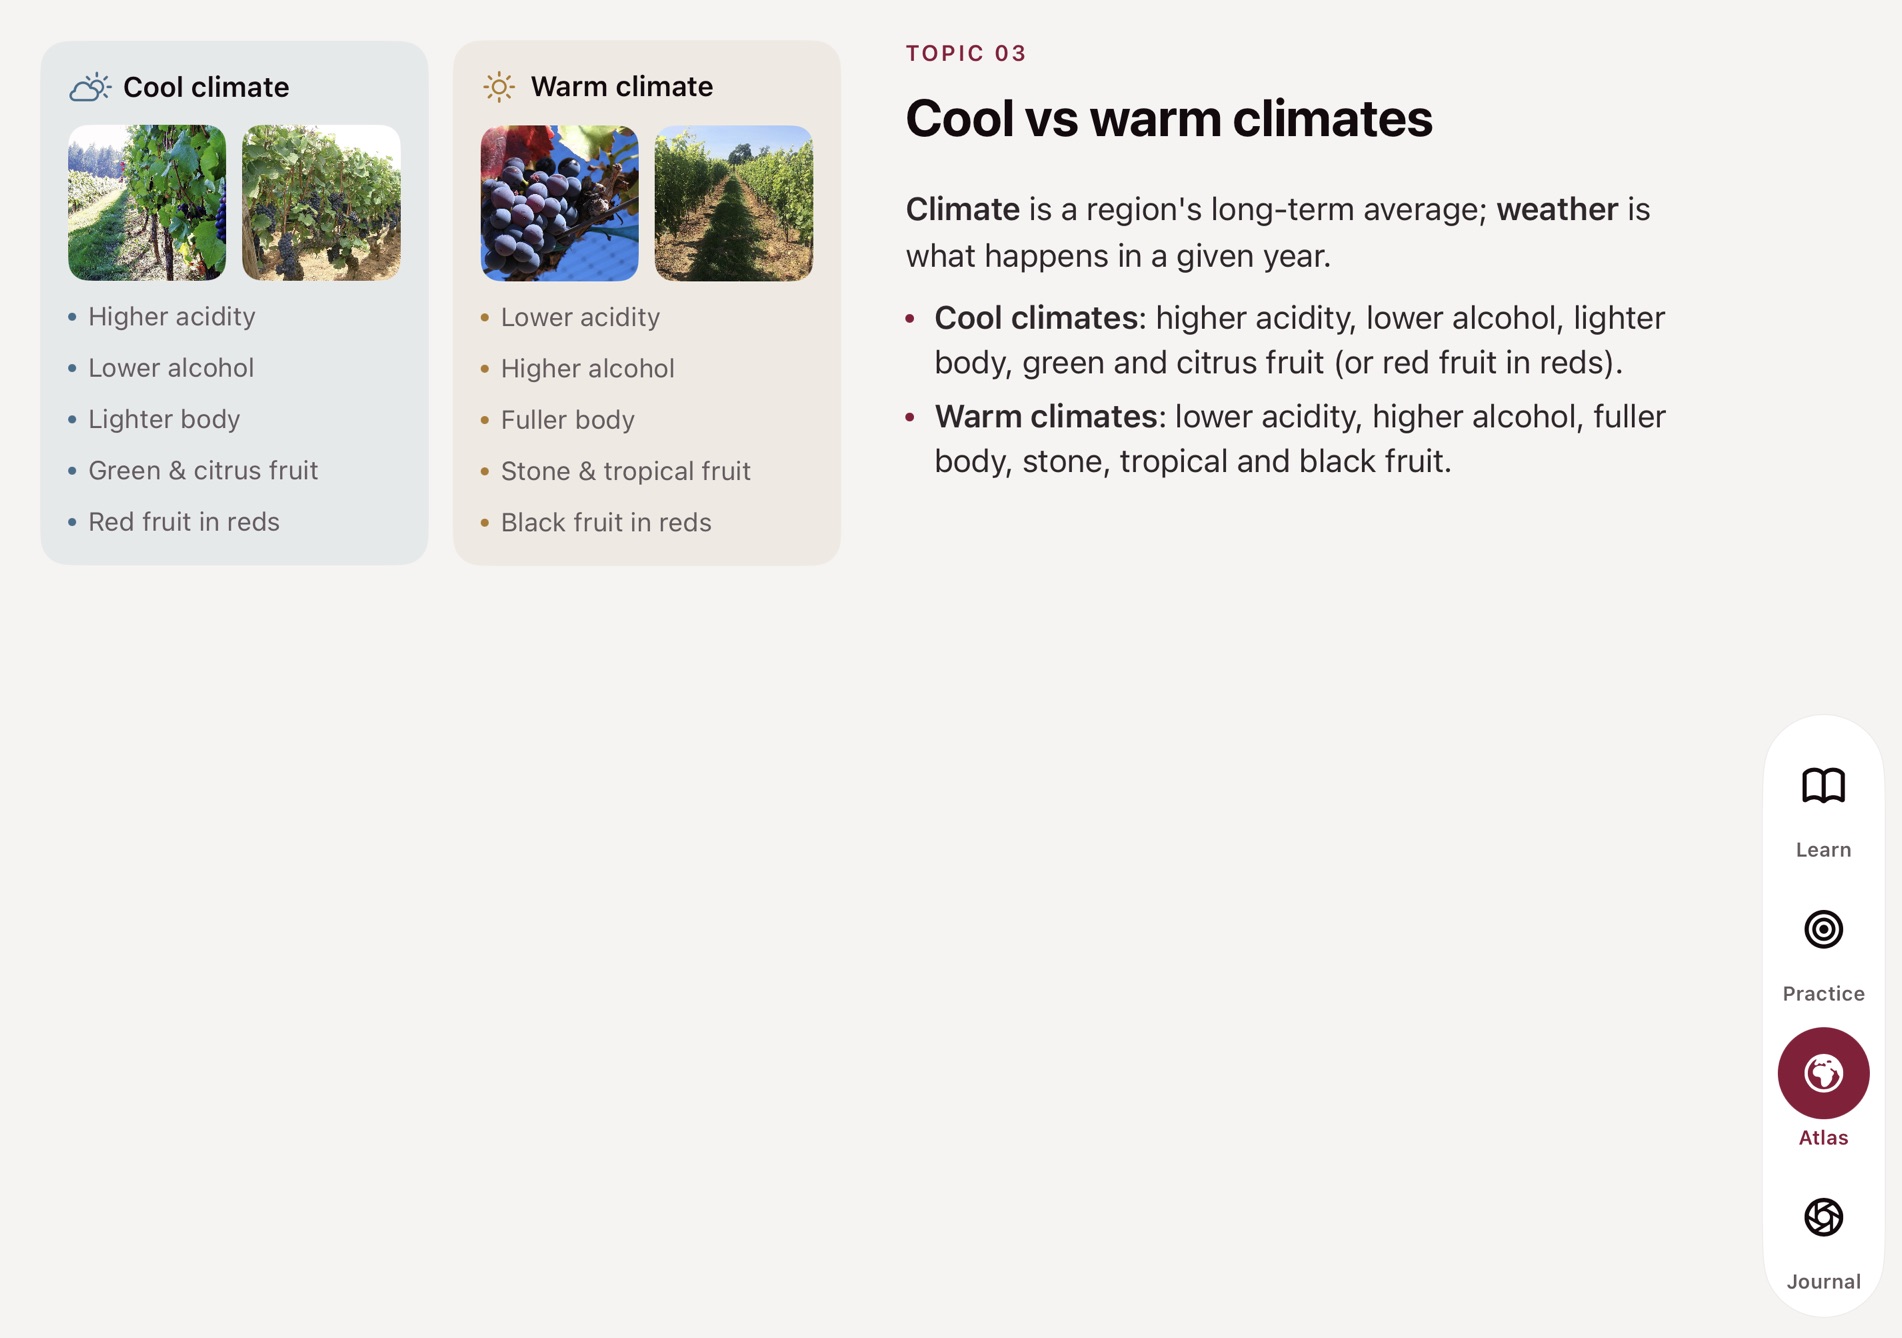 Cool climate
Higher acidity
Lower alcohol
Lighter body
Green & citrus fruit
Red fruit in reds
Warm climate
Lower acidity
Higher alcohol
Fuller body
Stone & tropical fruit
Black fruit in reds
TOPIC 03
Cool vs warm climates
Climate is a region's long-term average; weather is
what happens in a given year.
• Cool climates: higher acidity, lower alcohol, lighter
body, green and citrus fruit (or red fruit in reds).
• Warm climates: lower acidity, higher alcohol, fuller
body, stone, tropical and black fruit.
Learn
Practice
Atlas
Journal